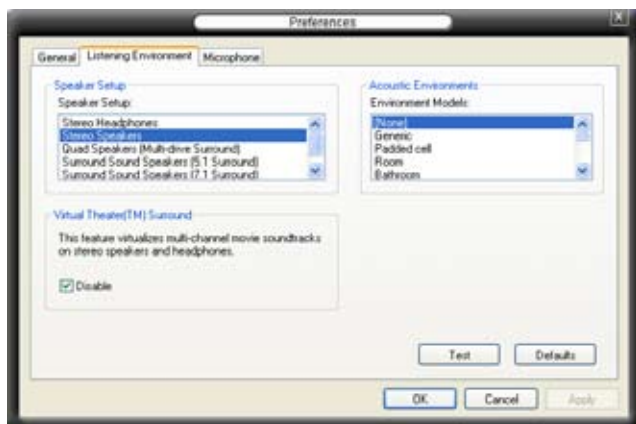 Preferences
General
Listening Environment
Microphone
Speaker Setup
Speaker Setup:
Stereo Headphones
Stereo Speakers
Quad Speakers (Multi-drive Surround)
Surround Sound Speakers (5.1 Surround)
Surround Sound Speakers (7.1 Surround)
Acoustic Environments
Environment Models:
(None)
Generic
Padded cell
Room
Bathroom
Virtual Theater(TM) Surround
This feature virtualizes multi-channel movie soundtracks
on stereo speakers and headphones.
Disable
Test
Defaults
OK
Cancel
Apply